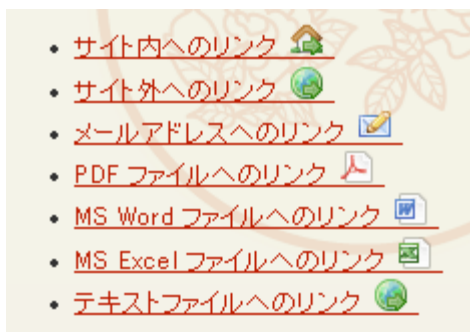 サイト内へのリンク
サイト外へのリンク
メールアドレスへのリンク
PDF ファイルへのリンク
MS Word ファイルへのリンク
MS Excel ファイルへのリンク
テキストファイルへのリンク